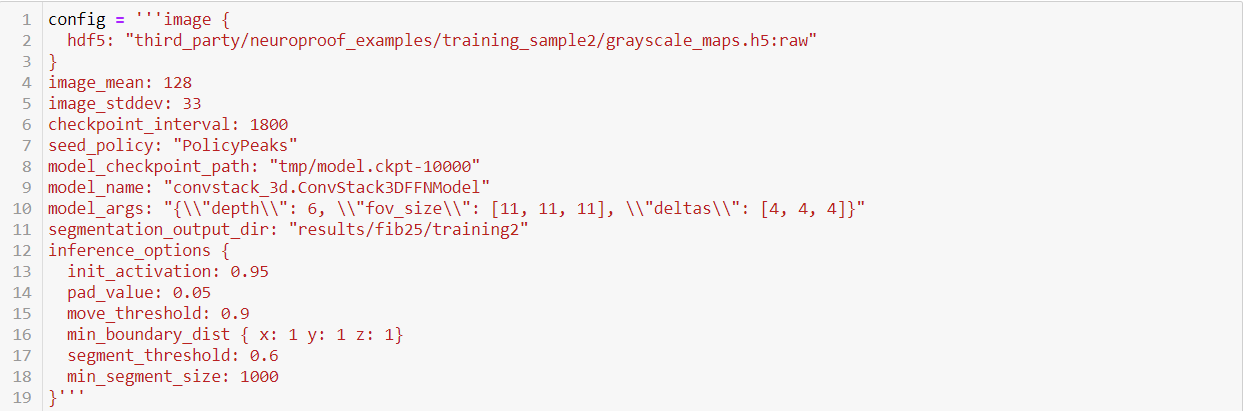 1 config = '''image {
2   hdf5: "third_party/neuroproof_examples/training_sample2/grayscale_maps.h5:raw"
3 }
4 image_mean: 128
5 image_stddev: 33
6 checkpoint_interval: 1800
7 seed_policy: "PolicyPeaks"
8 model_checkpoint_path: "tmp/model.ckpt-10000"
9 model_name: "convstack_3d.ConvStack3DFFNModel"
10 model_args: "{\\"depth\\": 6, \\"fov_size\\": [11, 11, 11], \\"deltas\\": [4, 4, 4]}"
11 segmentation_output_dir: "results/fib25/training2"
12 inference_options {
13   init_activation: 0.95
14   pad_value: 0.05
15   move_threshold: 0.9
16   min_boundary_dist { x: 1 y: 1 z: 1}
17   segment_threshold: 0.6
18   min_segment_size: 1000
19 }'''